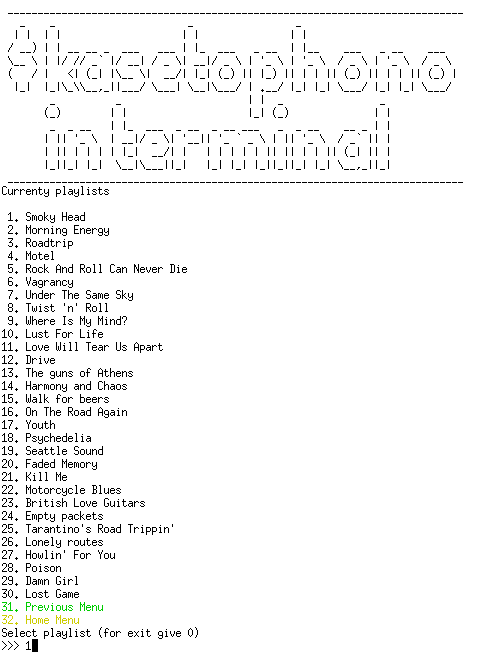 $kasetophono
in terminal
Currenty playlists
1. Smoky Head
2. Morning Energy
3. Roadtrip
4. Motel
5. Rock And Roll Can Never Die
6. Vagrancy
7. Under The Same Sky
8. Twist 'n' Roll
9. Where Is My Mind?
10. Lust For Life
11. Love Will Tear Us Apart
12. Drive
13. The guns of Athens
14. Harmony and Chaos
15. Walk for beers
16. On The Road Again
17. Youth
18. Psychedelia
19. Seattle Sound
20. Faded Memory
21. Kill Me
22. Motorcycle Blues
23. British Love Guitars
24. Empty packets
25. Tarantino's Road Trippin'
26. Lonely routes
27. Howlin' For You
28. Poison
29. Damn Girl
30. Lost Game
31. Previous Menu
32. Home Menu
Select playlist (for exit give 0)
>>> 1